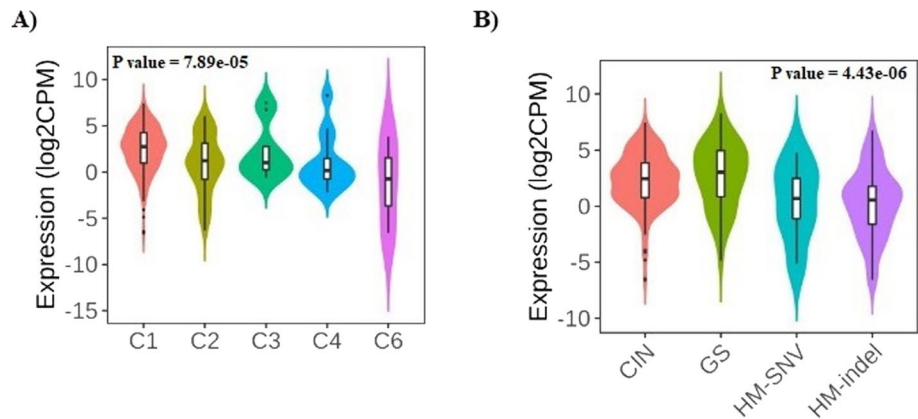 A)
P value = 7.89e-05
Expression (log2CPM)
10
5
0
-5
-10
-15
C1 C2 C3 C4 C6
B)
P value = 4.43e-06
Expression (log2CPM)
10
5
0
-5
-10
CIN GS HM-SNV HM-indel